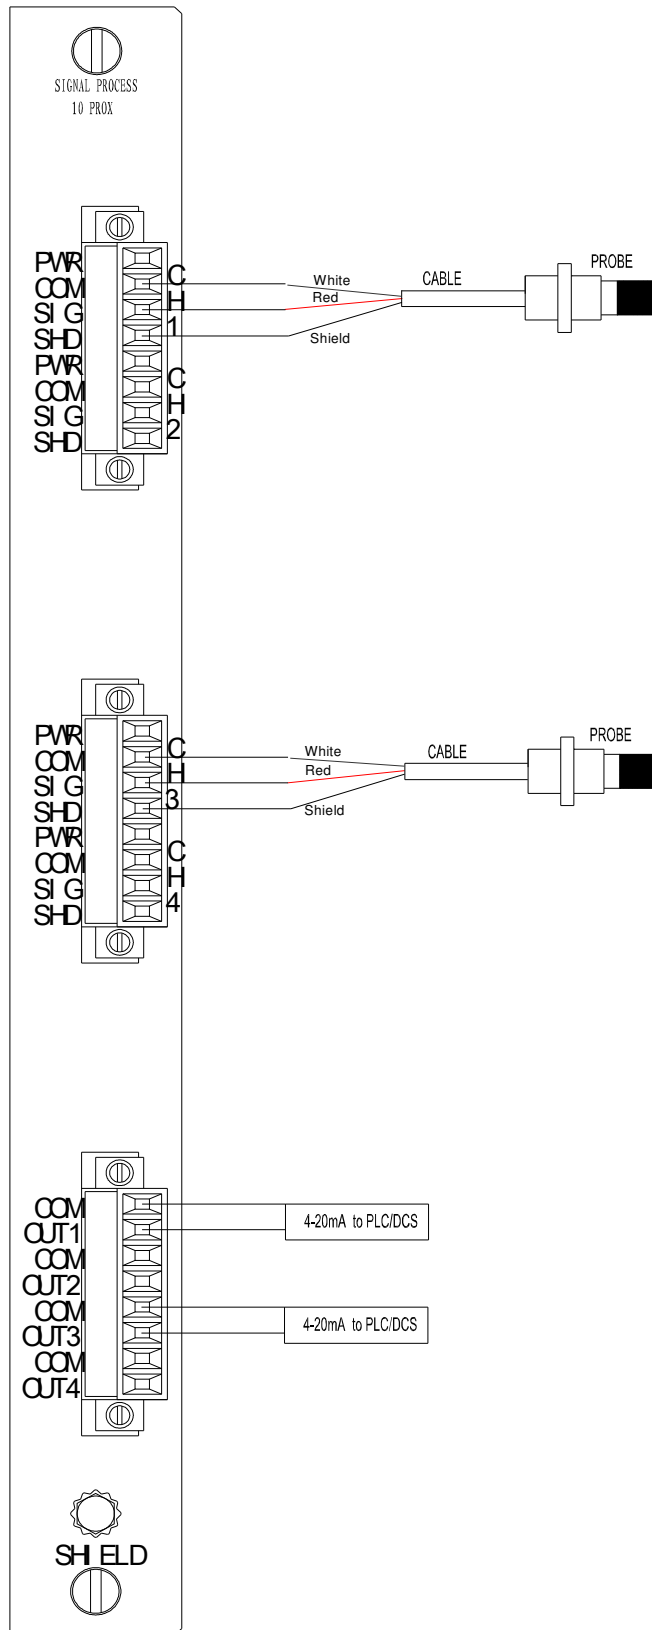 SIGNAL PROCESS
10 PROX
PWR
COM
SIG
SHD
PWR
COM
SIG
SHD
CH1
CH2
White
Red
Shield
CABLE
PROBE
PWR
COM
SIG
SHD
PWR
COM
SIG
SHD
CH3
CH4
White
Red
Shield
CABLE
PROBE
COM
OUT1
COM
OUT2
COM
OUT3
COM
OUT4
4-20mA to PLC/DCS
4-20mA to PLC/DCS
SHIELD